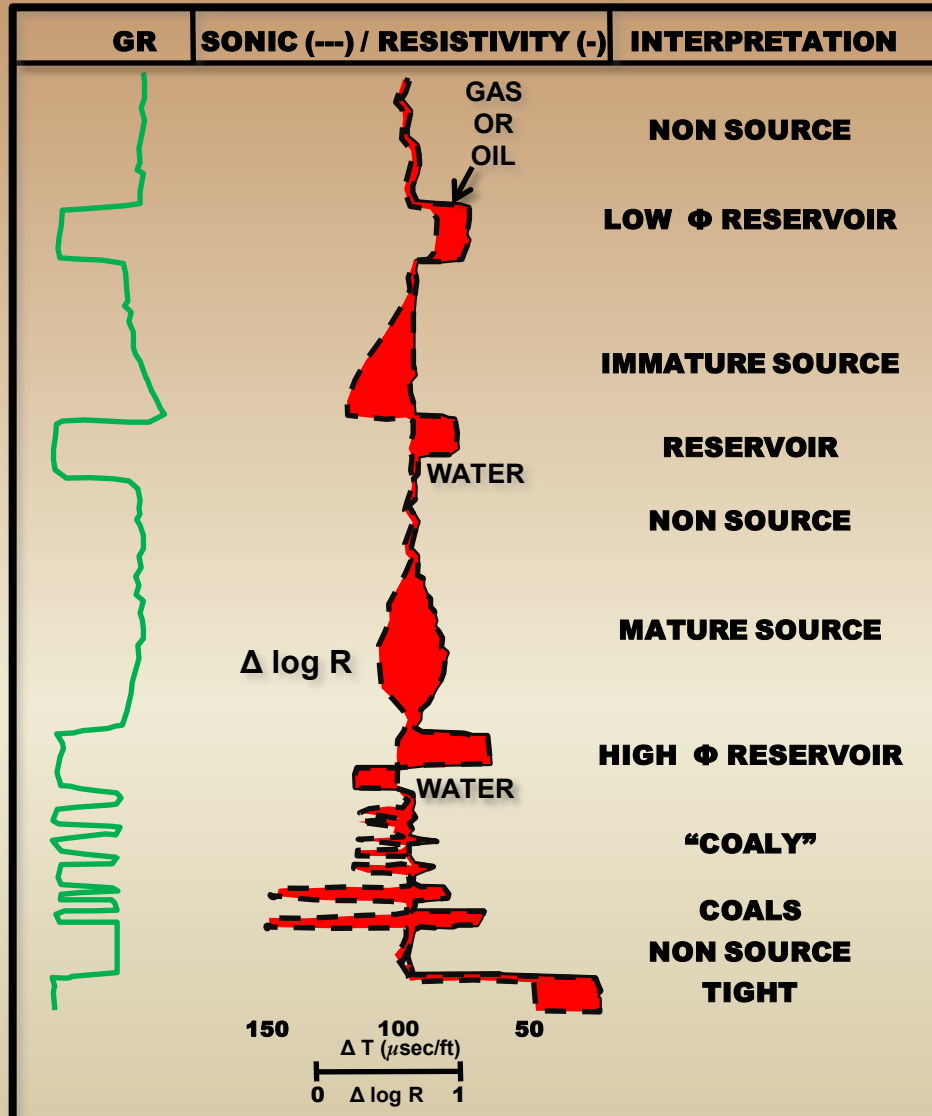 GR SONIC (---) / RESISTIVITY (-) INTERPRETATION
GAS
OR
OIL
NON SOURCE
LOW Φ RESERVOIR
IMMATURE SOURCE
RESERVOIR
WATER
NON SOURCE
MATURE SOURCE
Δ log R
HIGH Φ RESERVOIR
WATER
“COALY”
COALS
NON SOURCE
TIGHT
150 100 50
Δ T (μsec/ft)
0 Δ log R 1